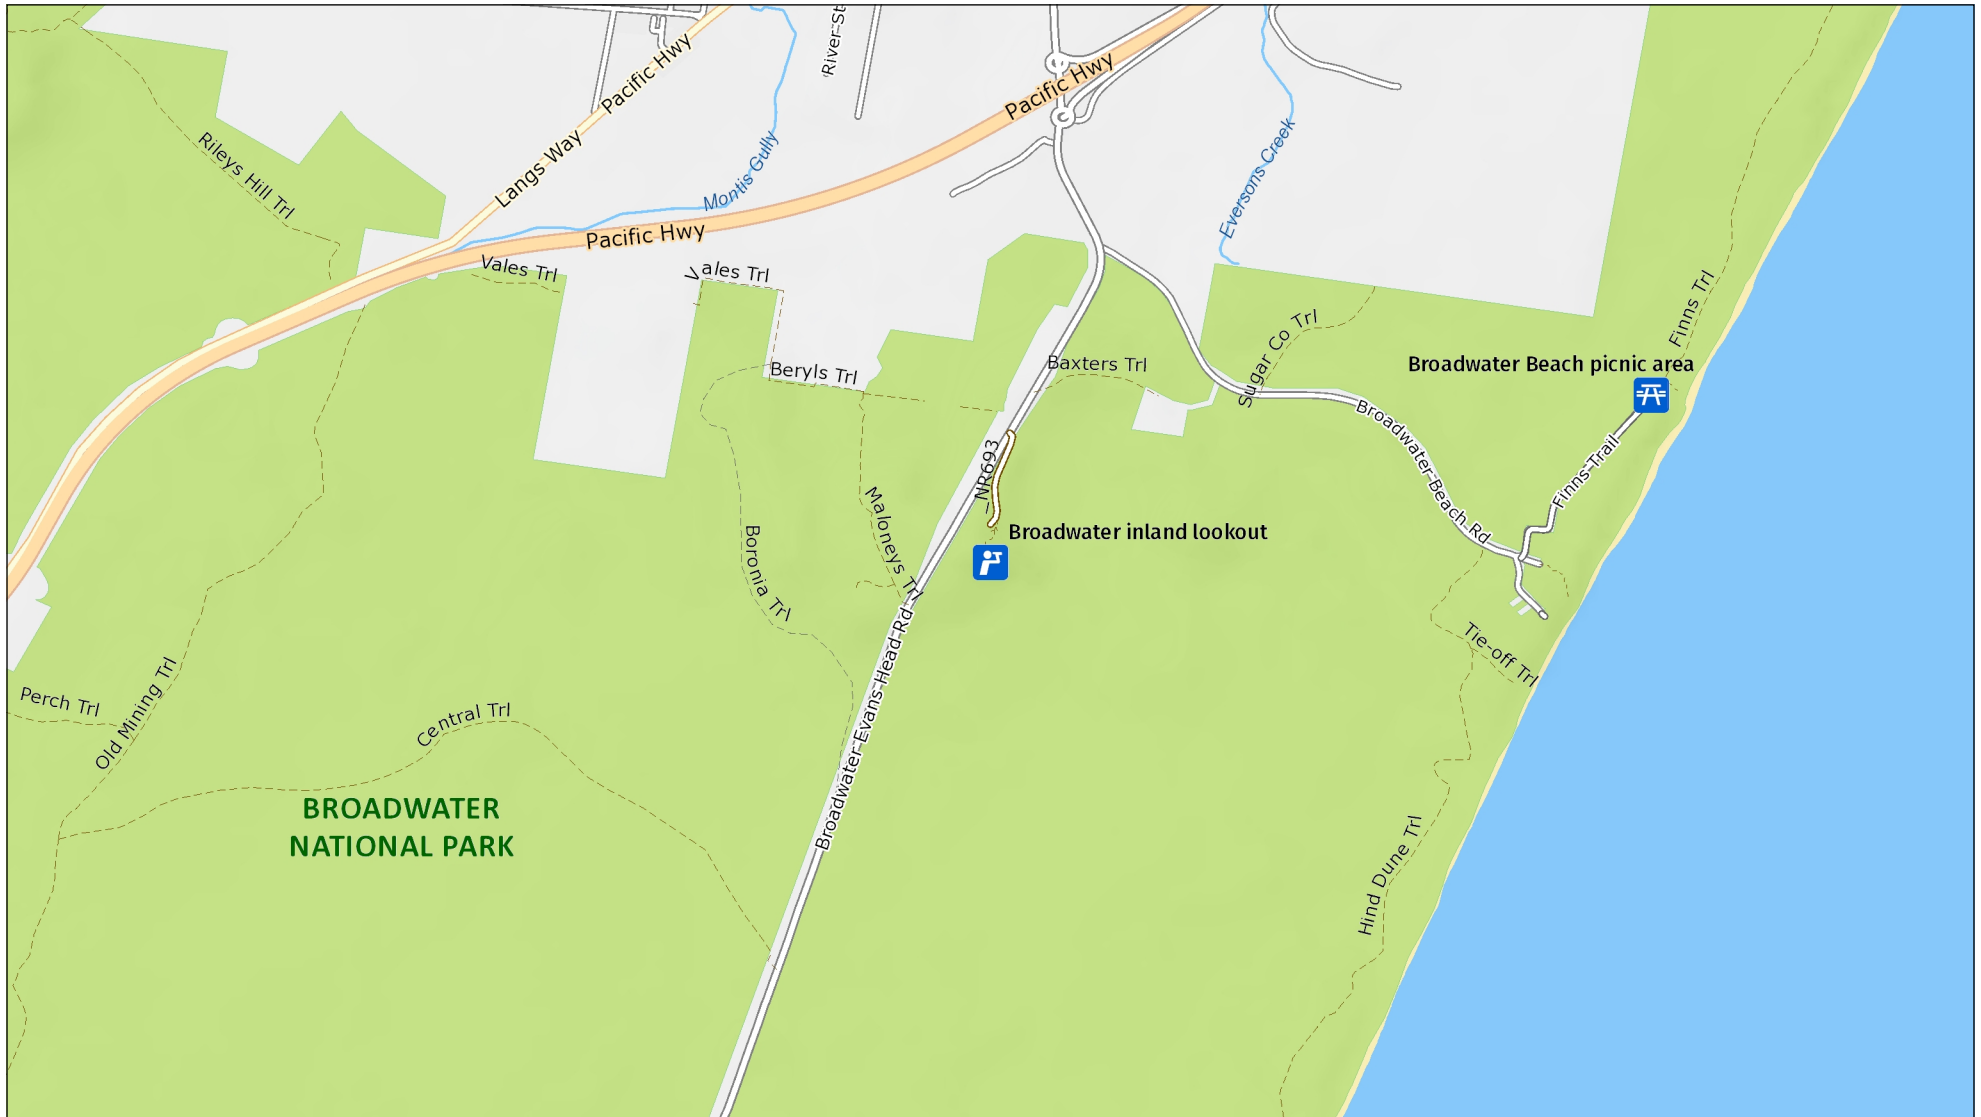 River St
Pacific Hwy
Langs Way
Pacific Hwy
Montis Gully
Eversons Creek
Rileys Hill Trl
Pacific Hwy
Vales Trl
Vales Trl
Finns Trl
Sugar Co Trl
Baxters Trl
Beryls Trl
Broadwater Beach picnic area
Broadwater Beach Rd
Finns Trail
NR693
Maloneys Trl
Boronia Trl
Broadwater inland lookout
Broadwater Evans Head Rd
Tie-off Trl
Perch Trl
Old Mining Trl
Central Trl
BROADWATER
NATIONAL PARK
Hind Dune Trl